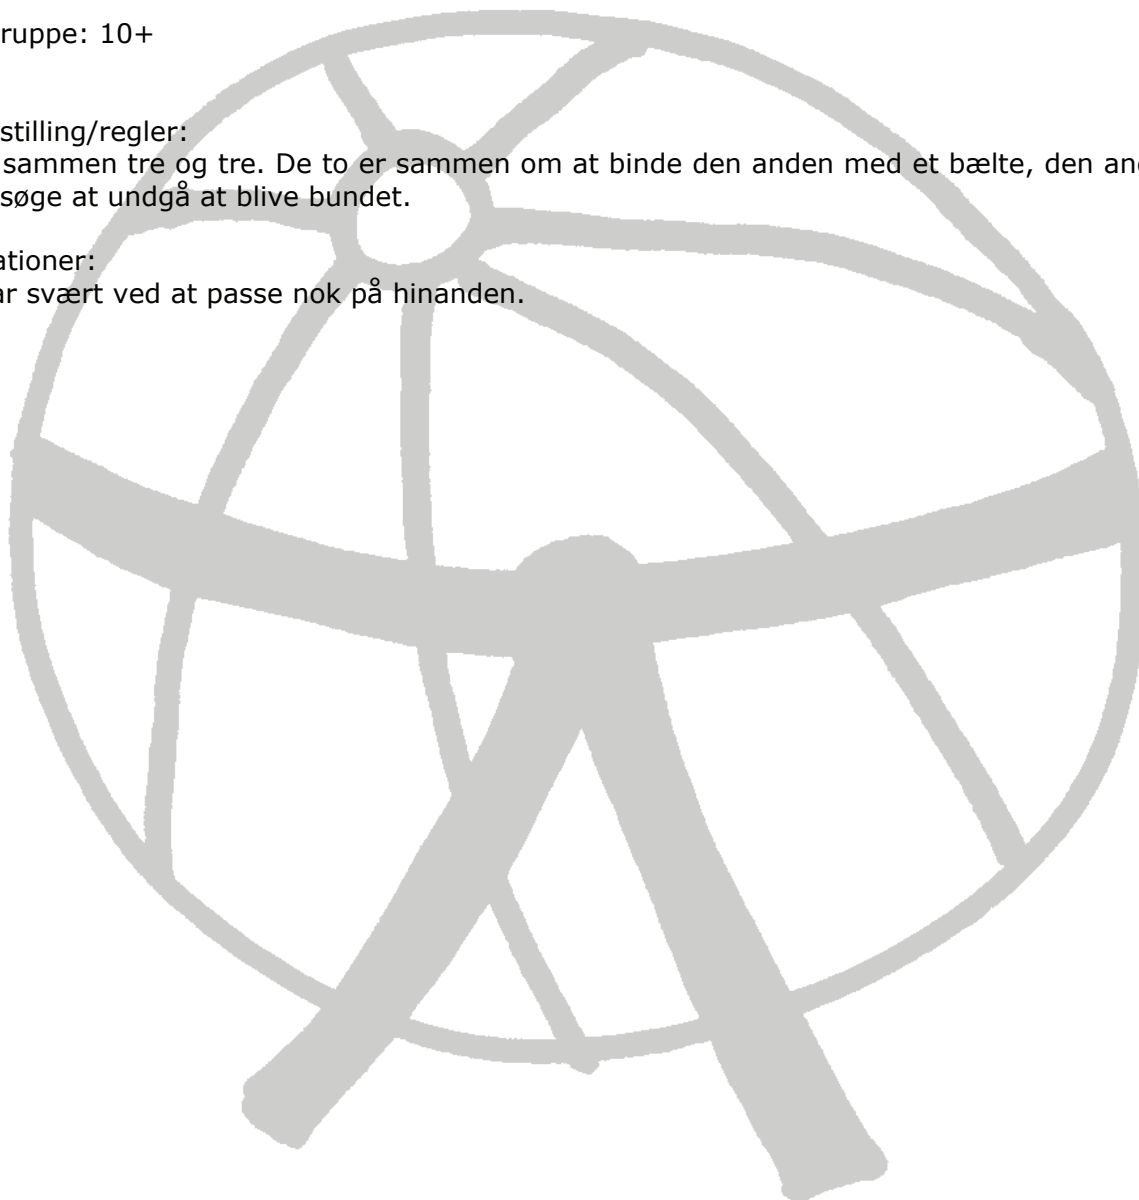 ruppe: 10+
stilling/regler:
sammen tre og tre. De to er sammen om at binde den anden med et bælte, den and
søge at undgå at blive bundet.
ationer:
ar svært ved at passe nok på hinanden.